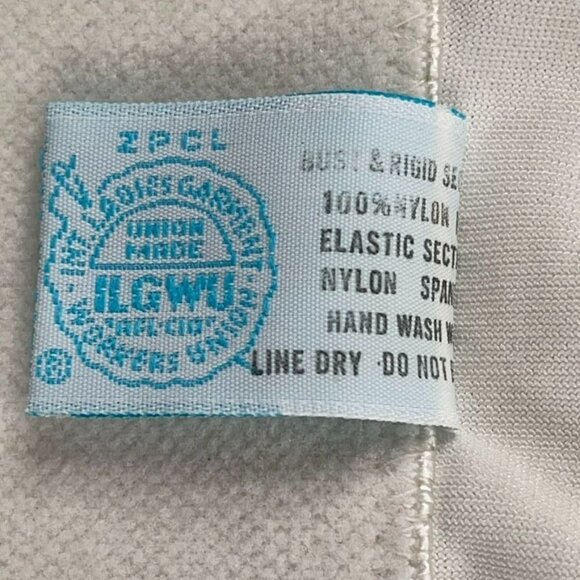 ZPCL
INT. LADIES GARMENT WORKERS UNION
UNION
MADE
ILGWU
AFL-CIO
®
BUST & RIGID SE
100% NYLON
ELASTIC SECT
NYLON SPAN
HAND WASH W
LINE DRY · DO NOT